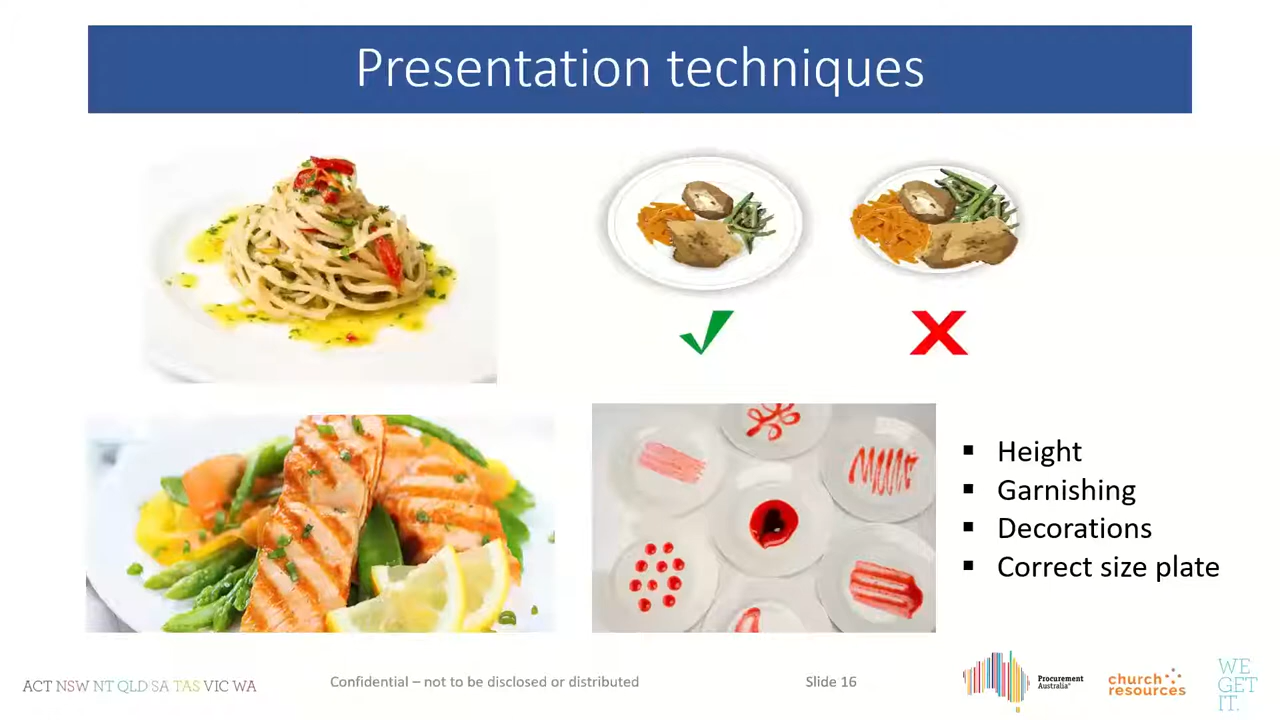 Presentation techniques
Height
Garnishing
Decorations
Correct size plate
ACT NSW NT QLD SA TAS VIC WA
Confidential – not to be disclosed or distributed
Slide 16
Procurement
Australia
church
resources
WE
GET
IT.